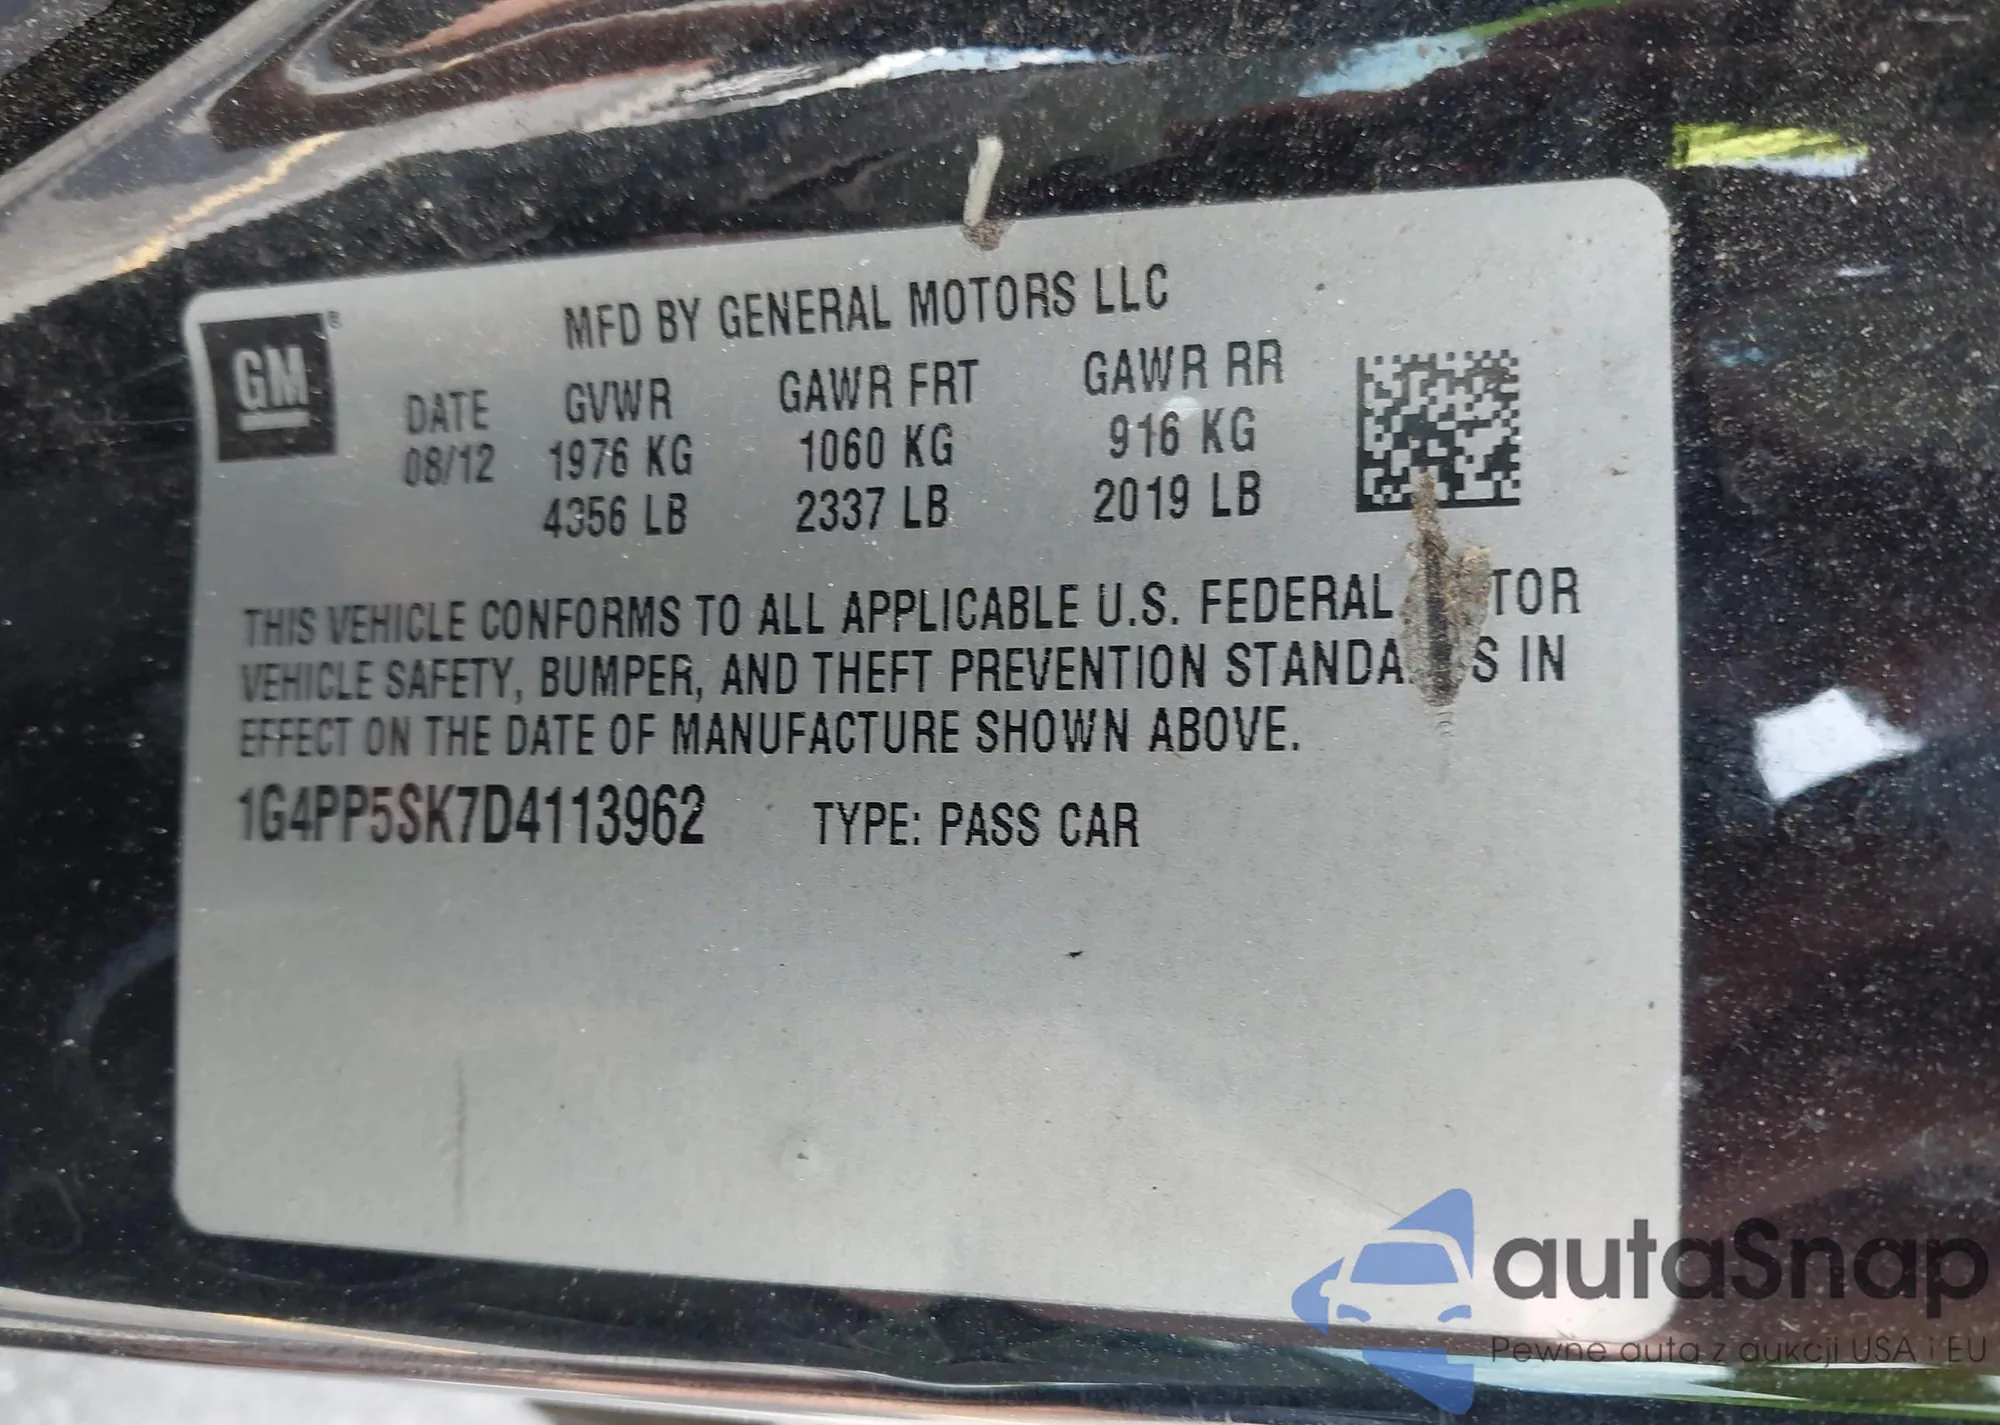 MFD BY GENERAL MOTORS LLC
GM ®
DATE GVWR GAWR FRT GAWR RR
08/12 1976 KG 1060 KG 916 KG
4356 LB 2337 LB 2019 LB
THIS VEHICLE CONFORMS TO ALL APPLICABLE U.S. FEDERAL TOR
VEHICLE SAFETY, BUMPER, AND THEFT PREVENTION STANDA S IN
EFFECT ON THE DATE OF MANUFACTURE SHOWN ABOVE.
1G4PP5SK7D4113962 TYPE: PASS CAR
autaSnap
Pewne auta z aukcji USA i EU